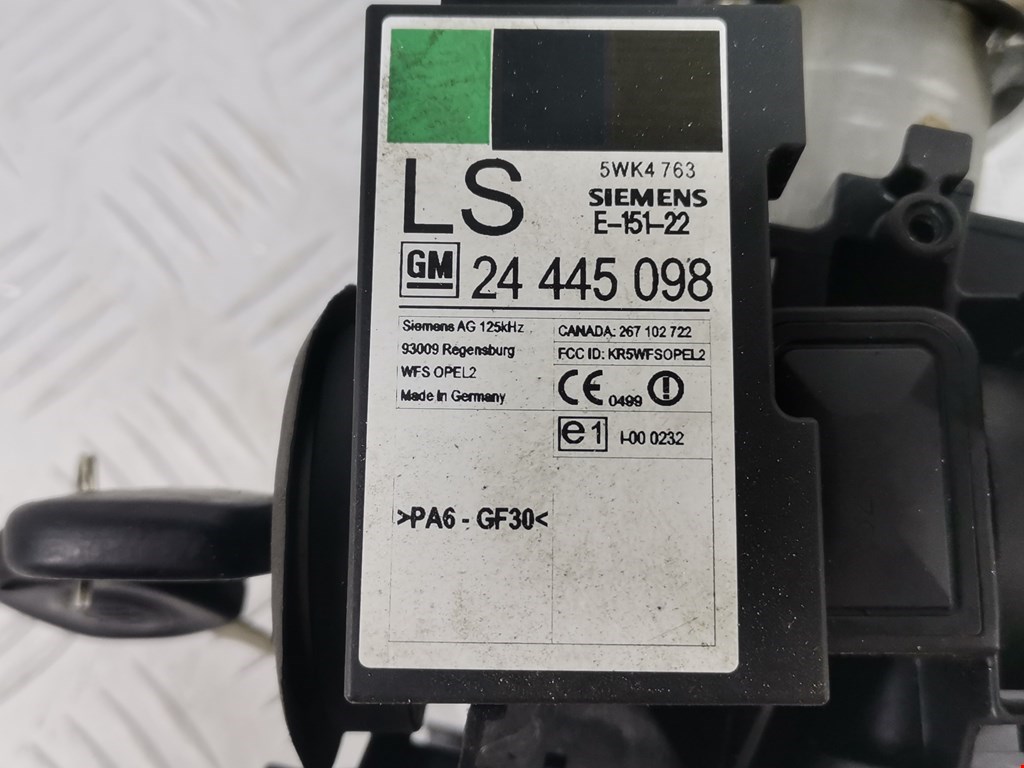 5WK4 763
LS
SIEMENS
E-151-22
GM 24 445 098
Siemens AG 125kHz
93009 Regensburg
WFS OPEL2
Made in Germany
CANADA: 267 102 722
FCC ID: KR5WFSOPEL2
CE 0499
e1 I-00 0232
>PA6 - GF30<